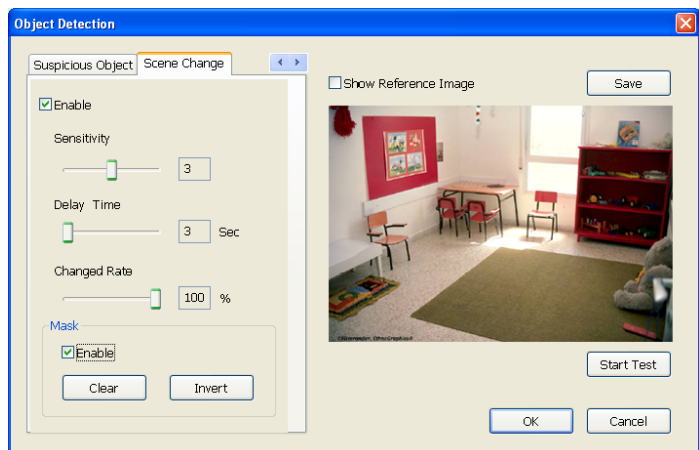 Object Detection
Suspicious Object
Scene Change
Enable
Sensitivity
3
Delay Time
3 Sec
Changed Rate
100 %
Mask
Enable
Clear
Invert
Show Reference Image
Save
Start Test
OK
Cancel